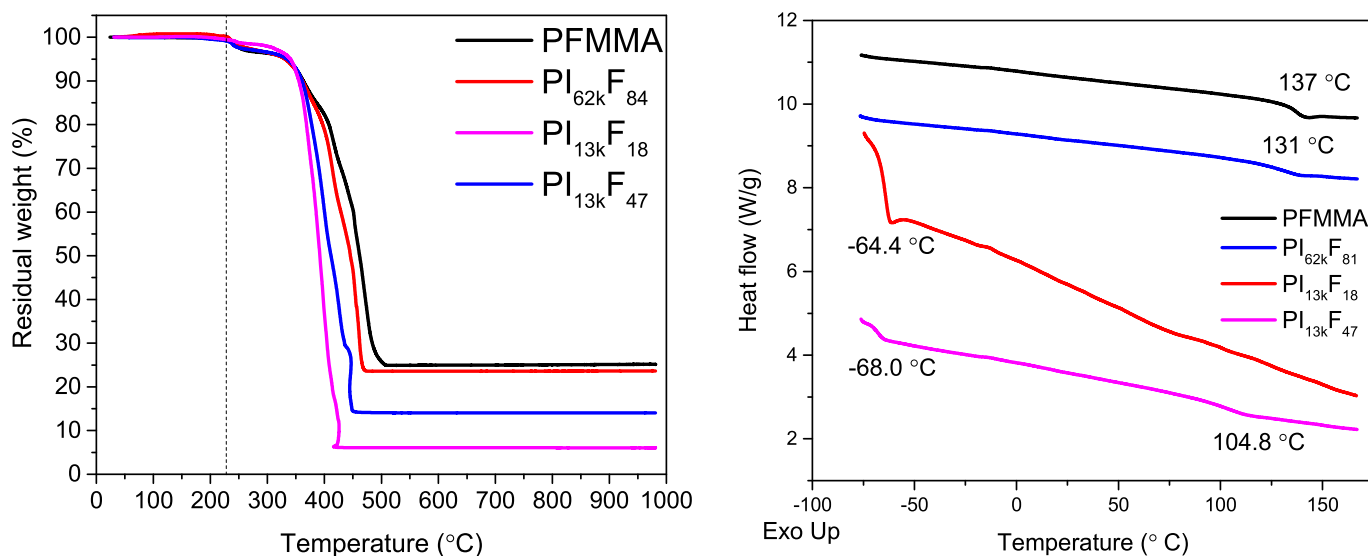 100
90
80
70
60
50
40
30
20
10
0
Residual weight (%)
PFMMA
PI62kF84
PI13kF18
PI13kF47
0 100 200 300 400 500 600 700 800 900 1000
Temperature (°C)
12
10
8
6
4
2
Heat flow (W/g)
137 °C
131 °C
-64.4 °C
-68.0 °C
104.8 °C
PFMMA
PI62kF81
PI13kF18
PI13kF47
-100 -50 0 50 100 150
Exo Up
Temperature (° C)